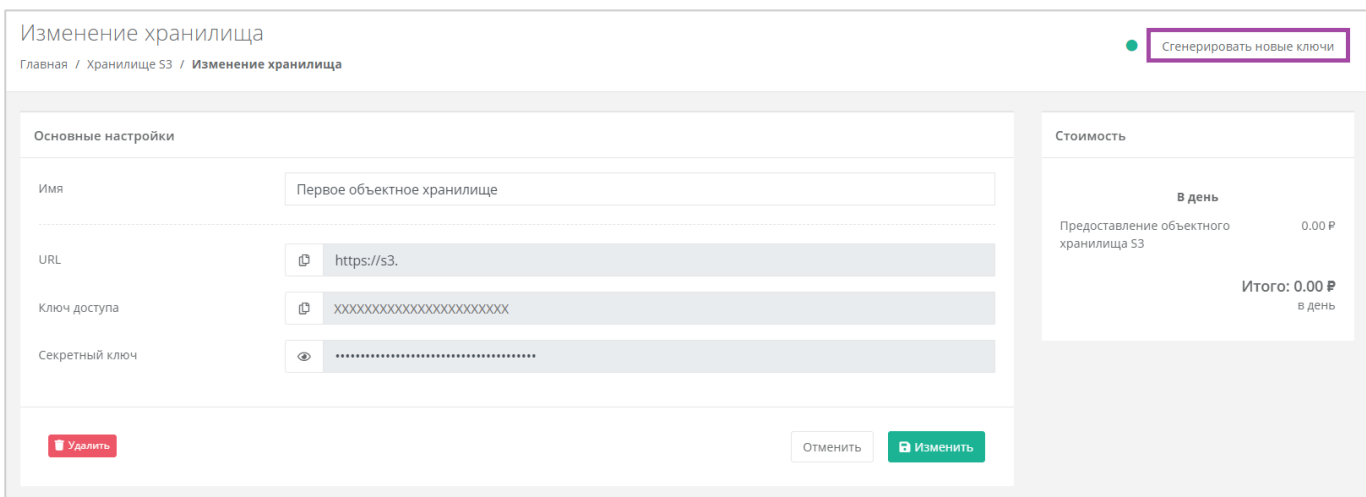 Изменение хранилища
Сгенерировать новые ключи
Главная / Хранилище S3 / Изменение хранилища
Основные настройки
Имя
Первое объектное хранилище
URL
https://s3.
Ключ доступа
XXXXXXXXXXXXXXXXXXXXXXX
Секретный ключ
••••••••••••••••••••••••••••••••••••••••
Удалить
Отменить
Изменить
Стоимость
В день
Предоставление объектного 0.00 ₽
хранилища S3
Итого: 0.00 ₽
в день